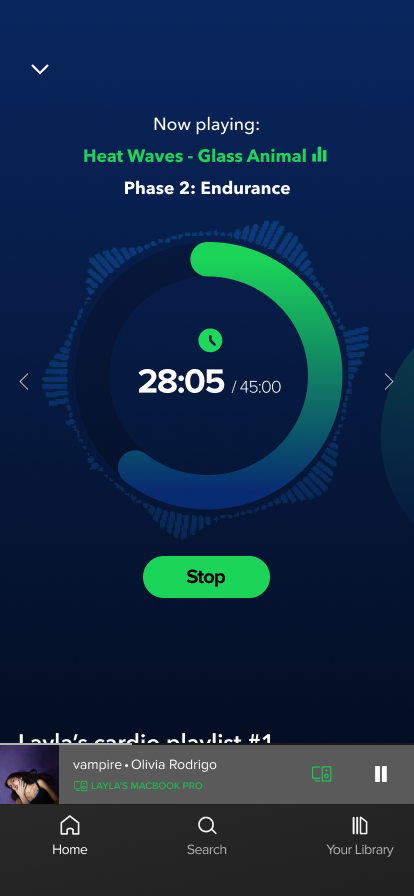 Now playing:
Heat Waves - Glass Animal
Phase 2: Endurance
28:05 / 45:00
Stop
Layla's cardio playlist #1
vampire • Olivia Rodrigo
LAYLA'S MACBOOK PRO
Home
Search
Your Library